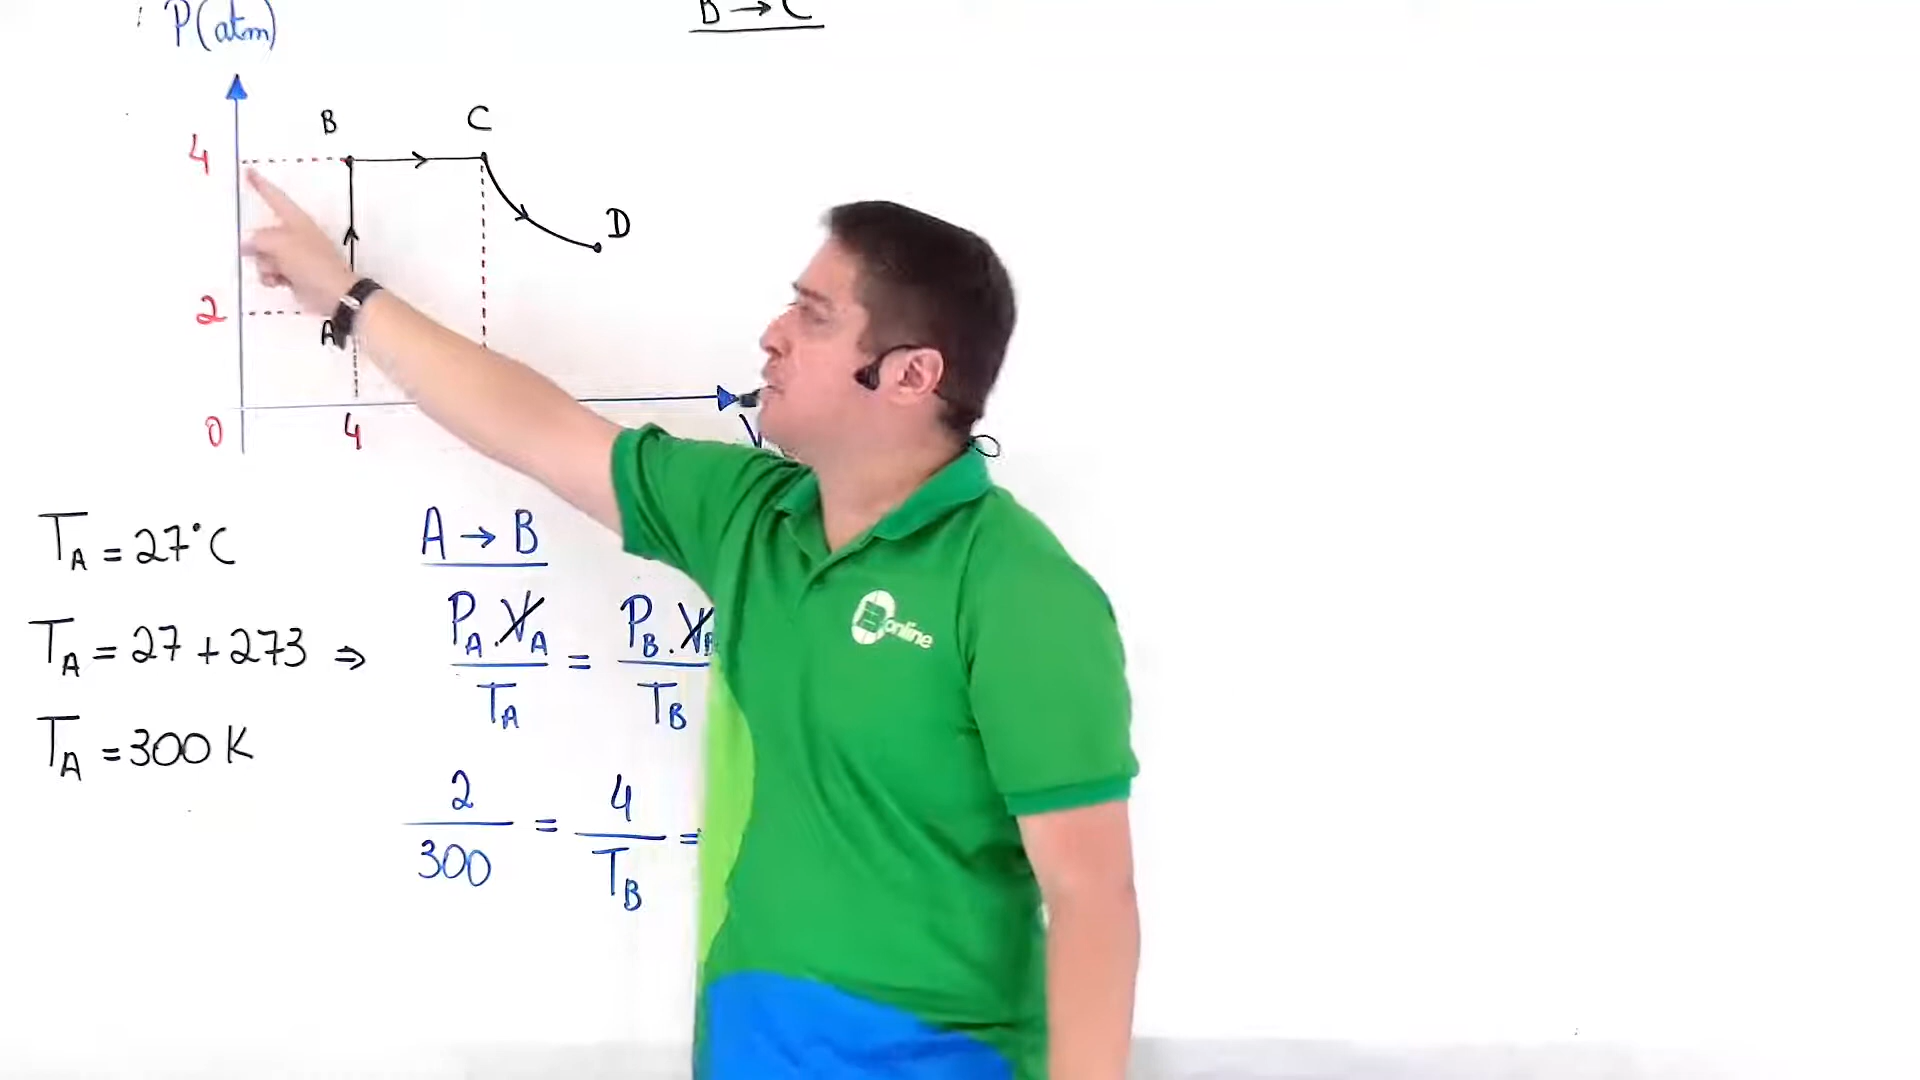 P(atm)
B → C
B
C
4
D
2
A
0
4
V
T_A = 27°C
T_A = 27 + 273 ⇒
T_A = 300 K
A → B
P_A . V_A / T_A = P_B . V_B / T_B
2 / 300 = 4 / T_B =
B online